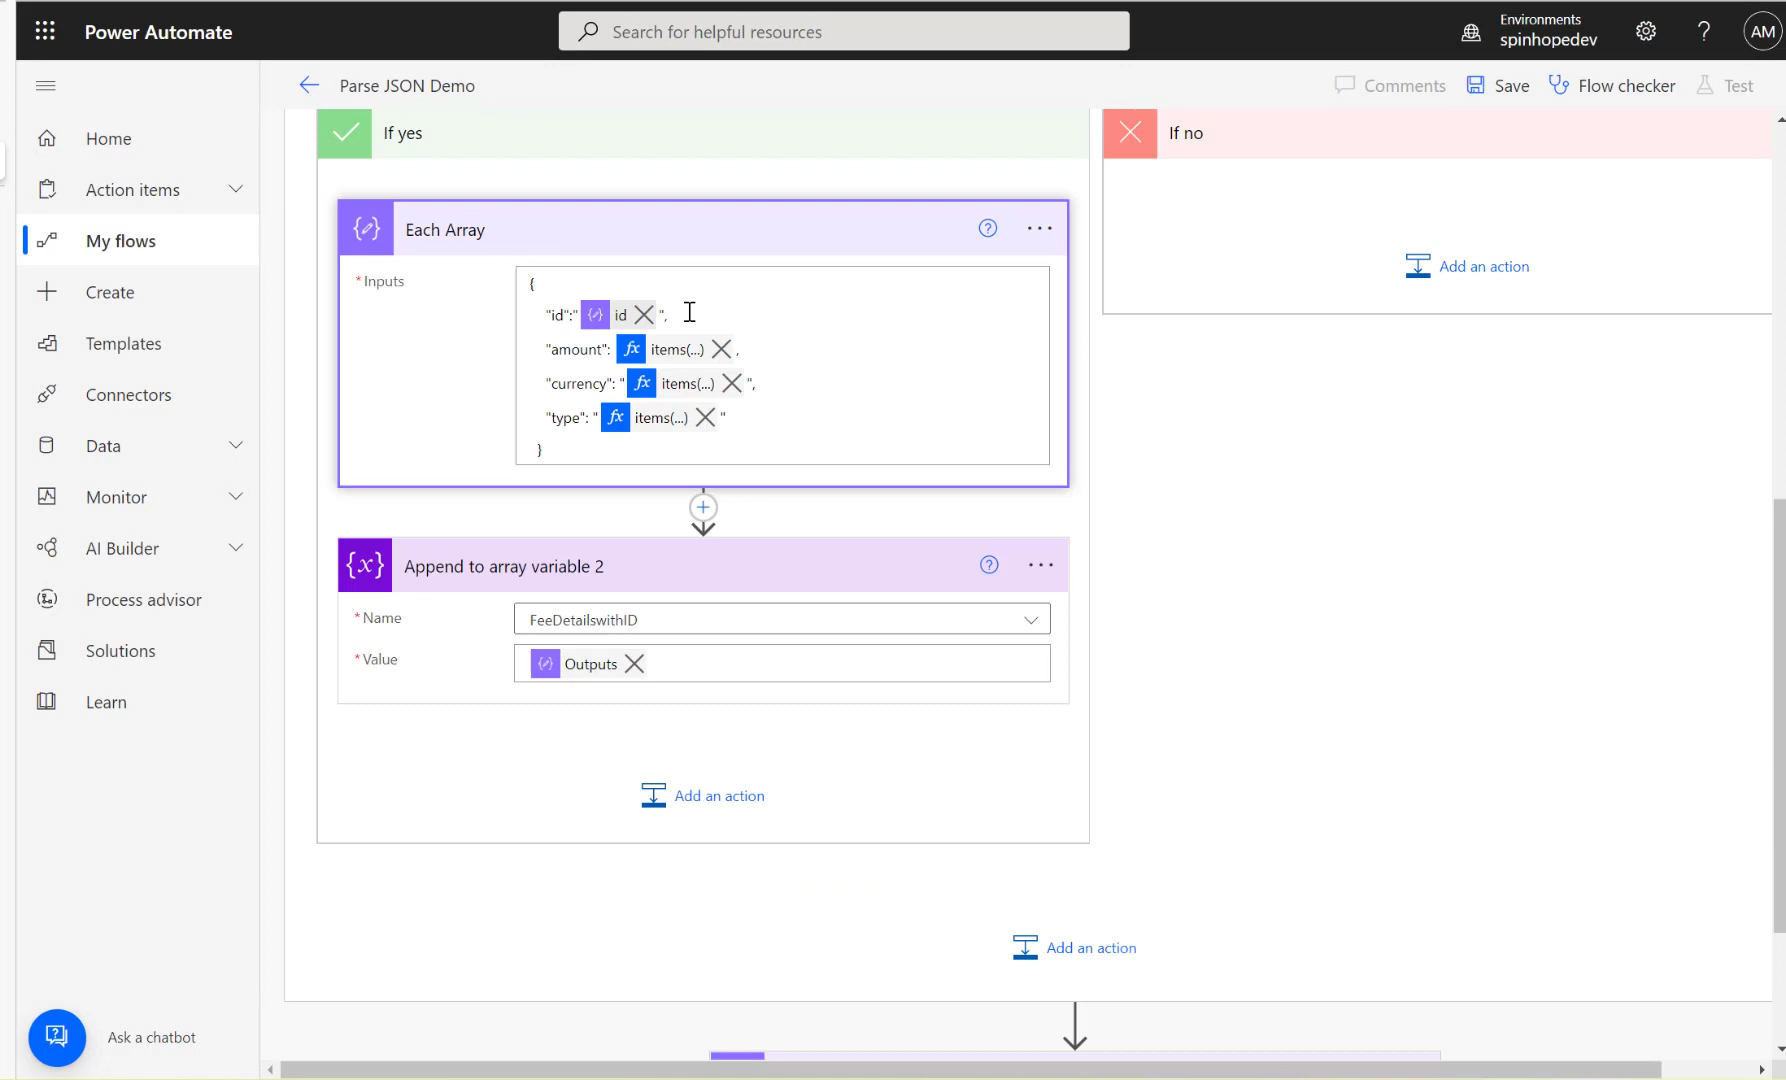 Power Automate
Search for helpful resources
Environments
spinhopedev
?
AM
Parse JSON Demo
Comments
Save
Flow checker
Test
Home
Action items
My flows
Create
Templates
Connectors
Data
Monitor
AI Builder
Process advisor
Solutions
Learn
Ask a chatbot
If yes
If no
Add an action
Each Array
?
...
* Inputs
{
"id":" id ",
"amount": fx items(...) ,
"currency": " fx items(...) ",
"type": " fx items(...) "
}
{x} Append to array variable 2
?
...
* Name
FeeDetailswithID
* Value
Outputs
Add an action
Add an action